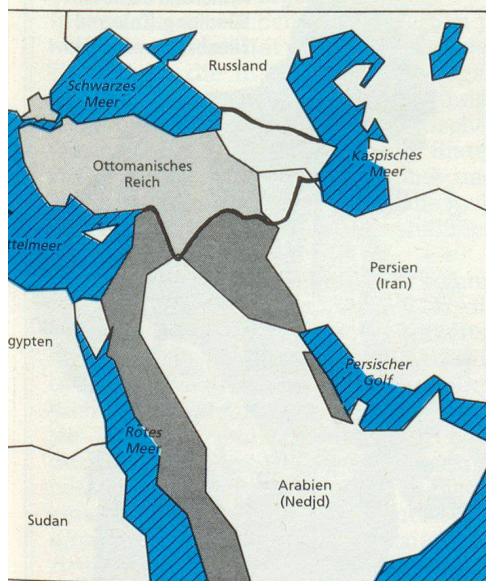 Russland
Schwarzes
Meer
Kaspisches
Meer
Ottomanisches
Reich
ttelmeer
Persien
(Iran)
gypten
Persischer
Golf
Rotes
Meer
Arabien
(Nedjd)
Sudan